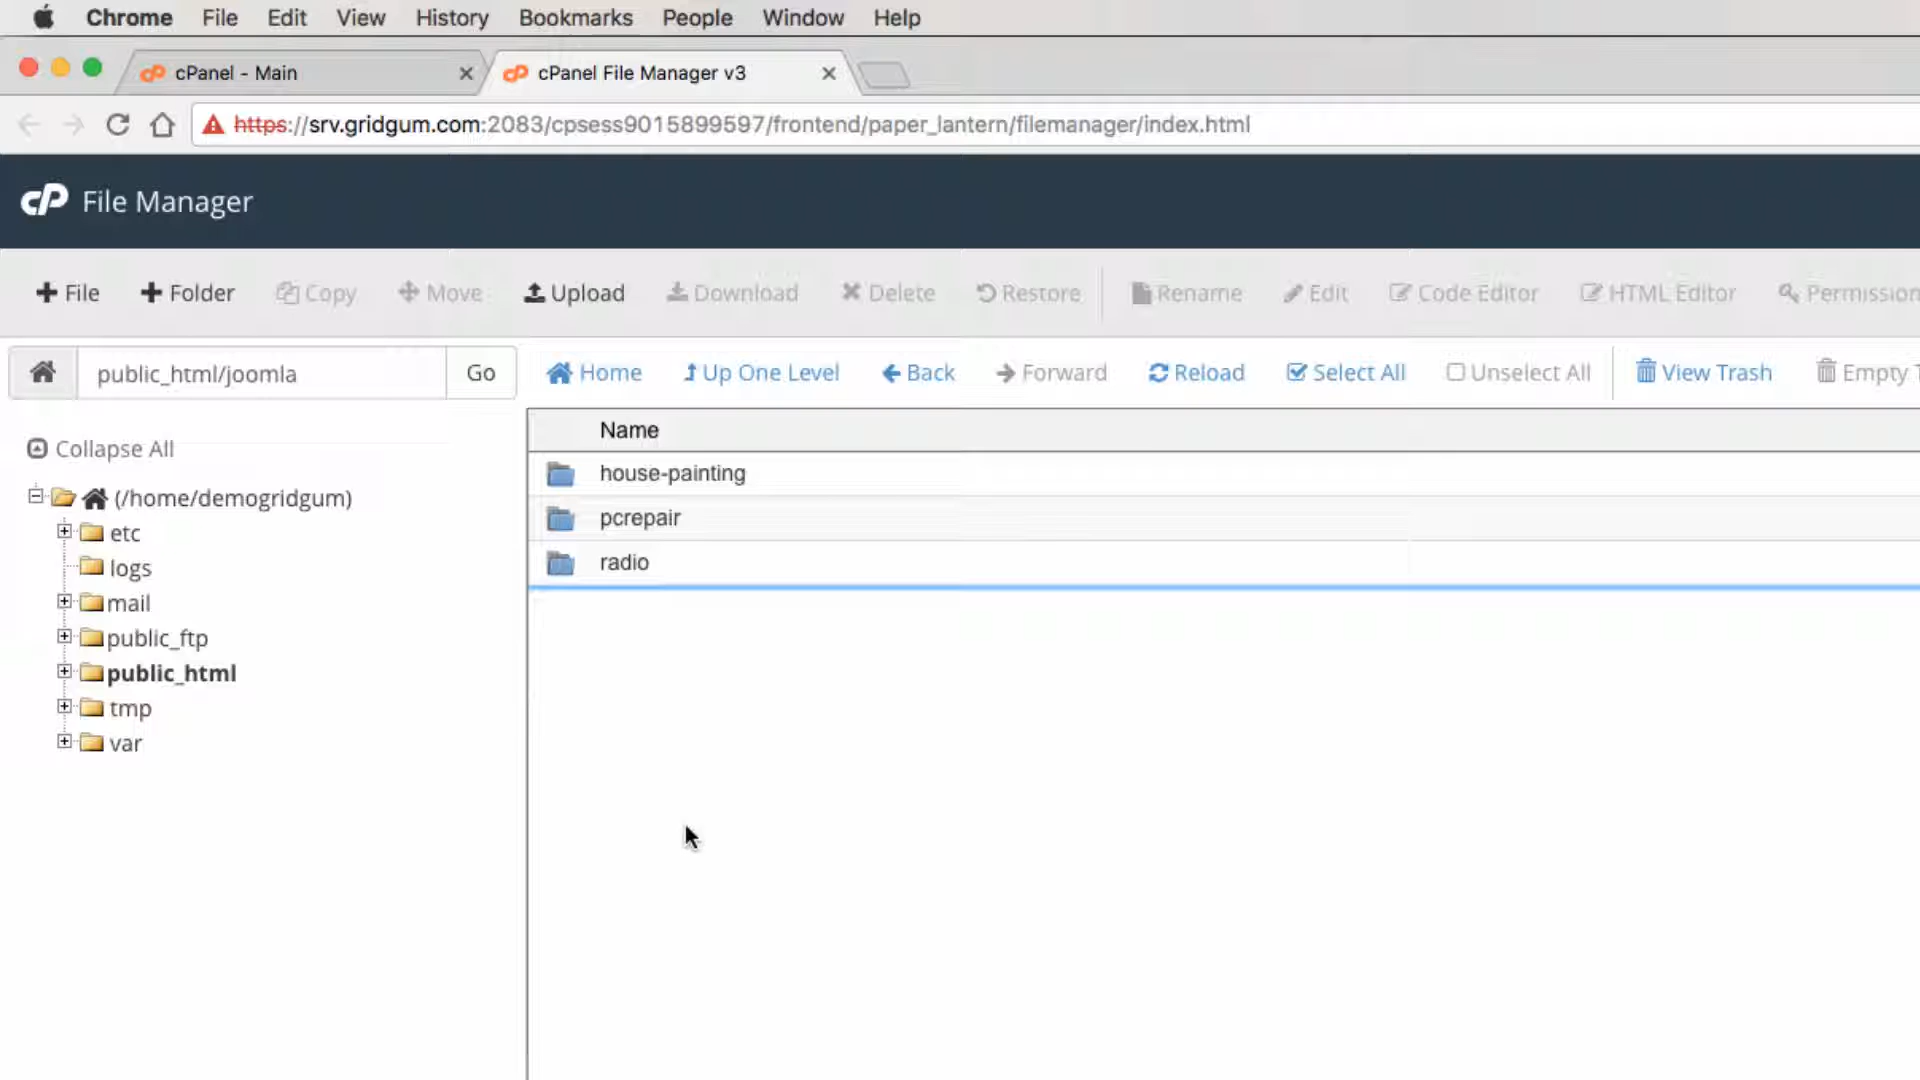 Chrome File Edit View History Bookmarks People Window Help
cPanel - Main
cPanel File Manager v3
https://srv.gridgum.com:2083/cpsess9015899597/frontend/paper_lantern/filemanager/index.html
cP File Manager
File Folder Copy Move Upload Download Delete Restore Rename Edit Code Editor HTML Editor Permission
public_html/joomla Go Home Up One Level Back Forward Reload Select All Unselect All View Trash Empty T
Collapse All
Name
house-painting
pcrepair
radio
(/home/demogridgum)
etc
logs
mail
public_ftp
public_html
tmp
var